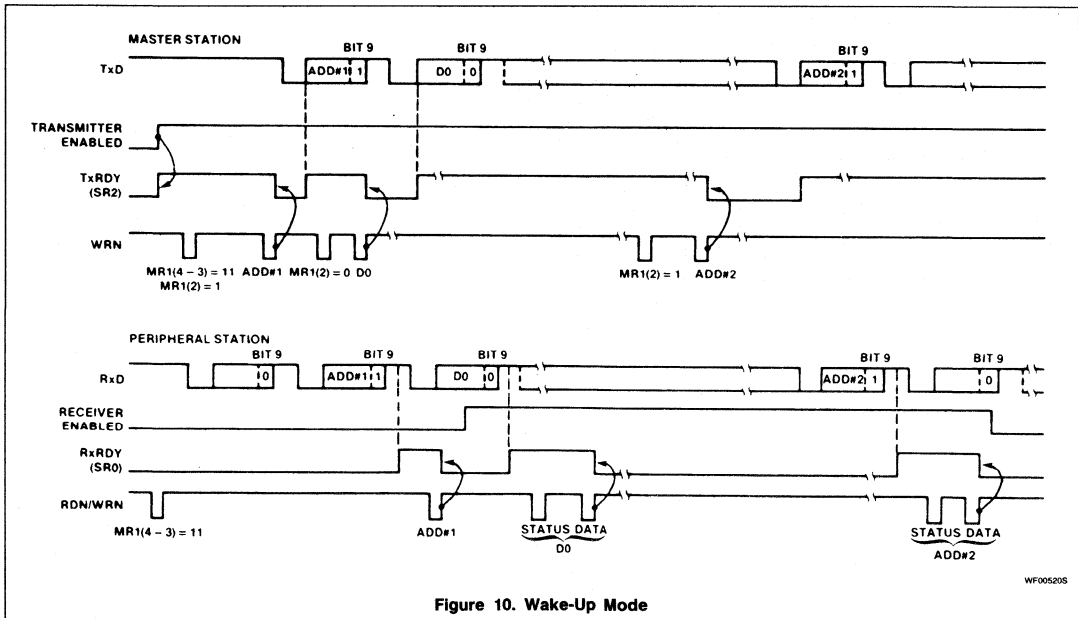 MASTER STATION
BIT 9 BIT 9 BIT 9
TxD ADD#1 1 D0 0 ADD#2 1
TRANSMITTER
ENABLED
TxRDY
(SR2)
WRN
MR1(4 – 3) = 11 ADD#1 MR1(2) = 0 D0 MR1(2) = 1 ADD#2
MR1(2) = 1
PERIPHERAL STATION
BIT 9 BIT 9 BIT 9 BIT 9 BIT 9
RxD 0 ADD#1 1 D0 0 ADD#2 1 0
RECEIVER
ENABLED
RxRDY
(SR0)
RDN/WRN
MR1(4 – 3) = 11 ADD#1 STATUS DATA STATUS DATA
D0 ADD#2
WF00520S
Figure 10. Wake-Up Mode